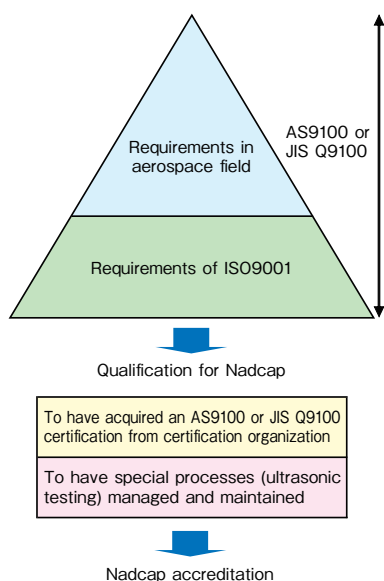 Requirements in
aerospace field
AS9100 or
JIS Q9100
Requirements of ISO9001
Qualification for Nadcap
To have acquired an AS9100 or JIS Q9100
certification from certification organization
To have special processes (ultrasonic
testing) managed and maintained
Nadcap accreditation